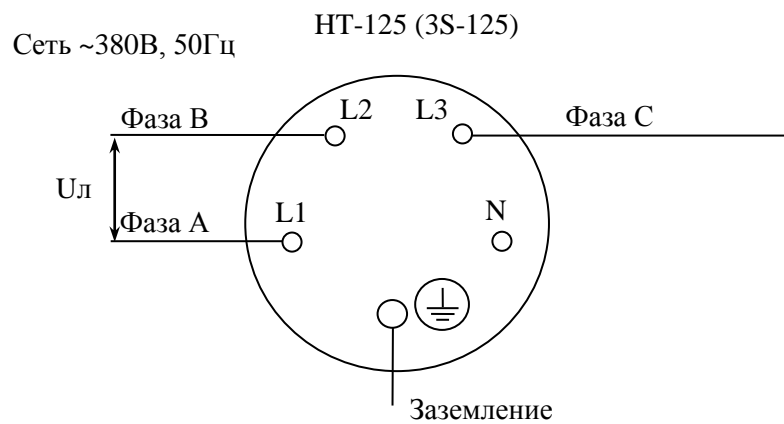 НТ-125 (3S-125)
Сеть ~380В, 50Гц
Фаза В
L2
L3
Фаза С
Uл
Фаза А
L1
N
Заземление